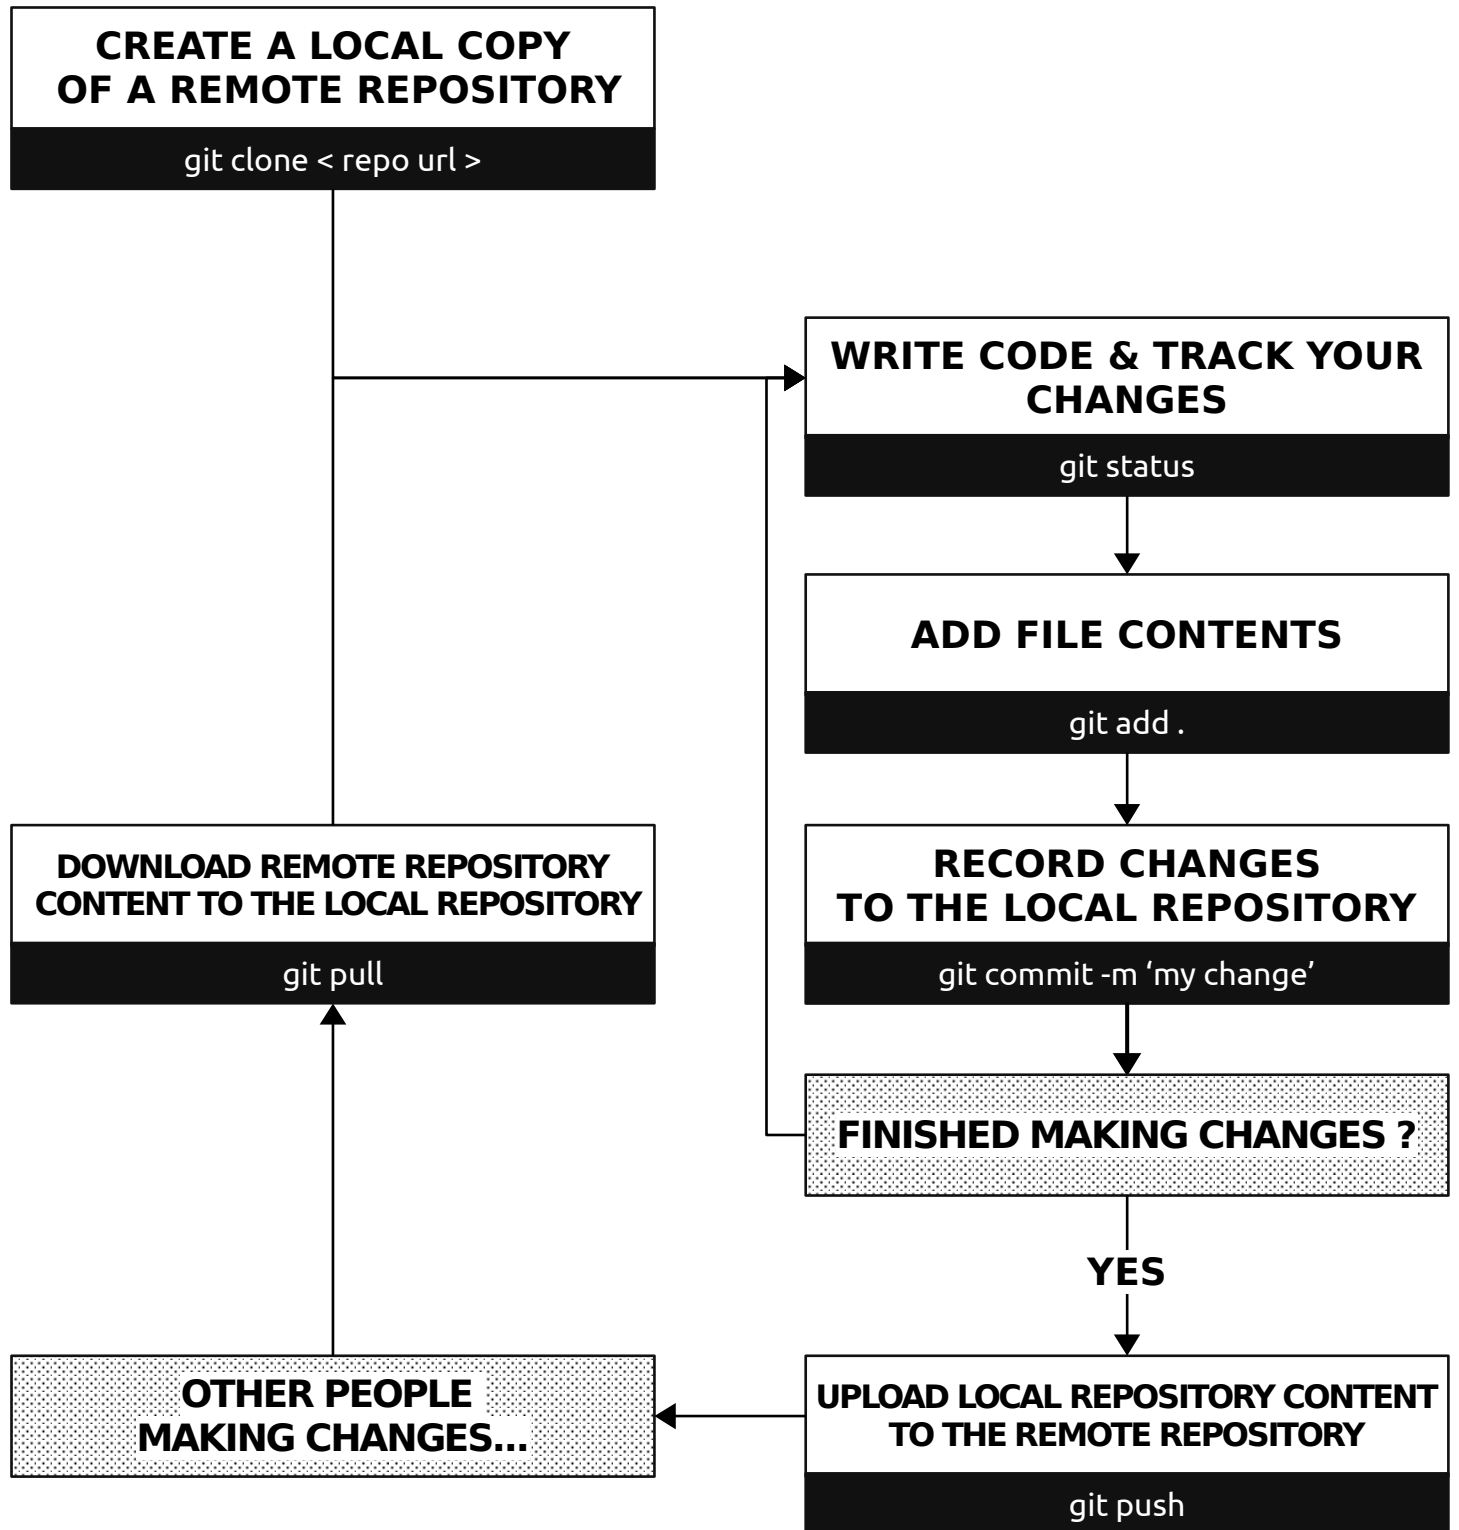 CREATE A LOCAL COPY
OF A REMOTE REPOSITORY
git clone < repo url >
WRITE CODE & TRACK YOUR
CHANGES
git status
ADD FILE CONTENTS
git add .
RECORD CHANGES
TO THE LOCAL REPOSITORY
git commit -m ‘my change’
DOWNLOAD REMOTE REPOSITORY
CONTENT TO THE LOCAL REPOSITORY
git pull
FINISHED MAKING CHANGES ?
YES
UPLOAD LOCAL REPOSITORY CONTENT
TO THE REMOTE REPOSITORY
git push
OTHER PEOPLE
MAKING CHANGES...